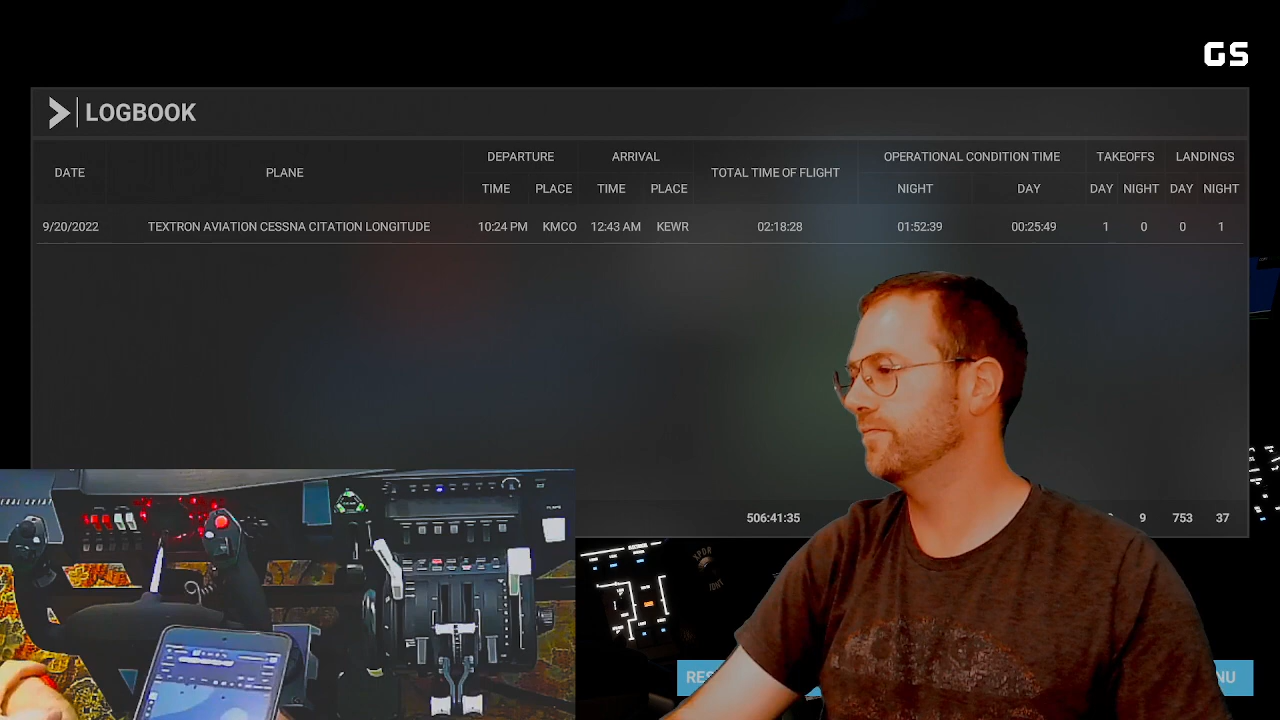 GS
LOGBOOK
DATE PLANE DEPARTURE ARRIVAL TOTAL TIME OF FLIGHT OPERATIONAL CONDITION TIME TAKEOFFS LANDINGS
TIME PLACE TIME PLACE NIGHT DAY DAY NIGHT DAY NIGHT
9/20/2022 TEXTRON AVIATION CESSNA CITATION LONGITUDE 10:24 PM KMCO 12:43 AM KEWR 02:18:28 01:52:39 00:25:49 1 0 0 1
506:41:35 9 753 37
XPDR